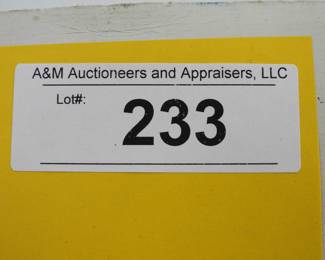 A&M Auctioneers and Appraisers, LLC
Lot#: 233